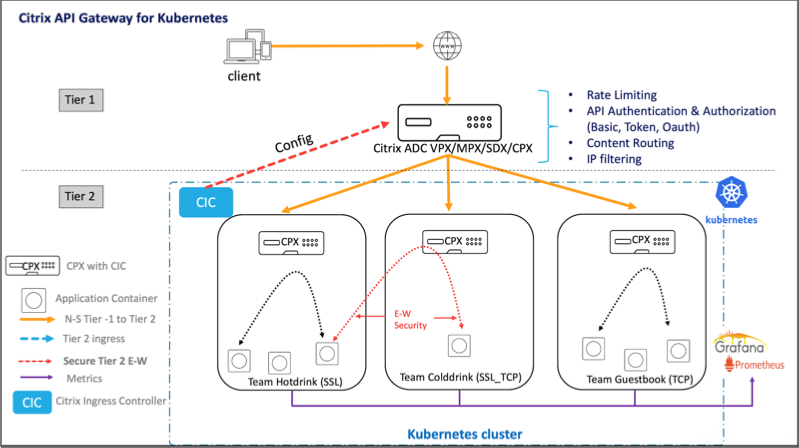 Citrix API Gateway for Kubernetes
client
Tier 1
Config
Citrix ADC VPX/MPX/SDX/CPX
• Rate Limiting
• API Authentication & Authorization
(Basic, Token, Oauth)
• Content Routing
• IP filtering
Tier 2
CIC
kubernetes
CPX
CPX
CPX
CPX
CPX with CIC
Application Container
N-S Tier -1 to Tier 2
Tier 2 ingress
Secure Tier 2 E-W
Metrics
CIC
Citrix Ingress Controller
E-W
Security
Team Hotdrink (SSL)
Team Colddrink (SSL_TCP)
Team Guestbook (TCP)
Grafana
Prometheus
Kubernetes cluster